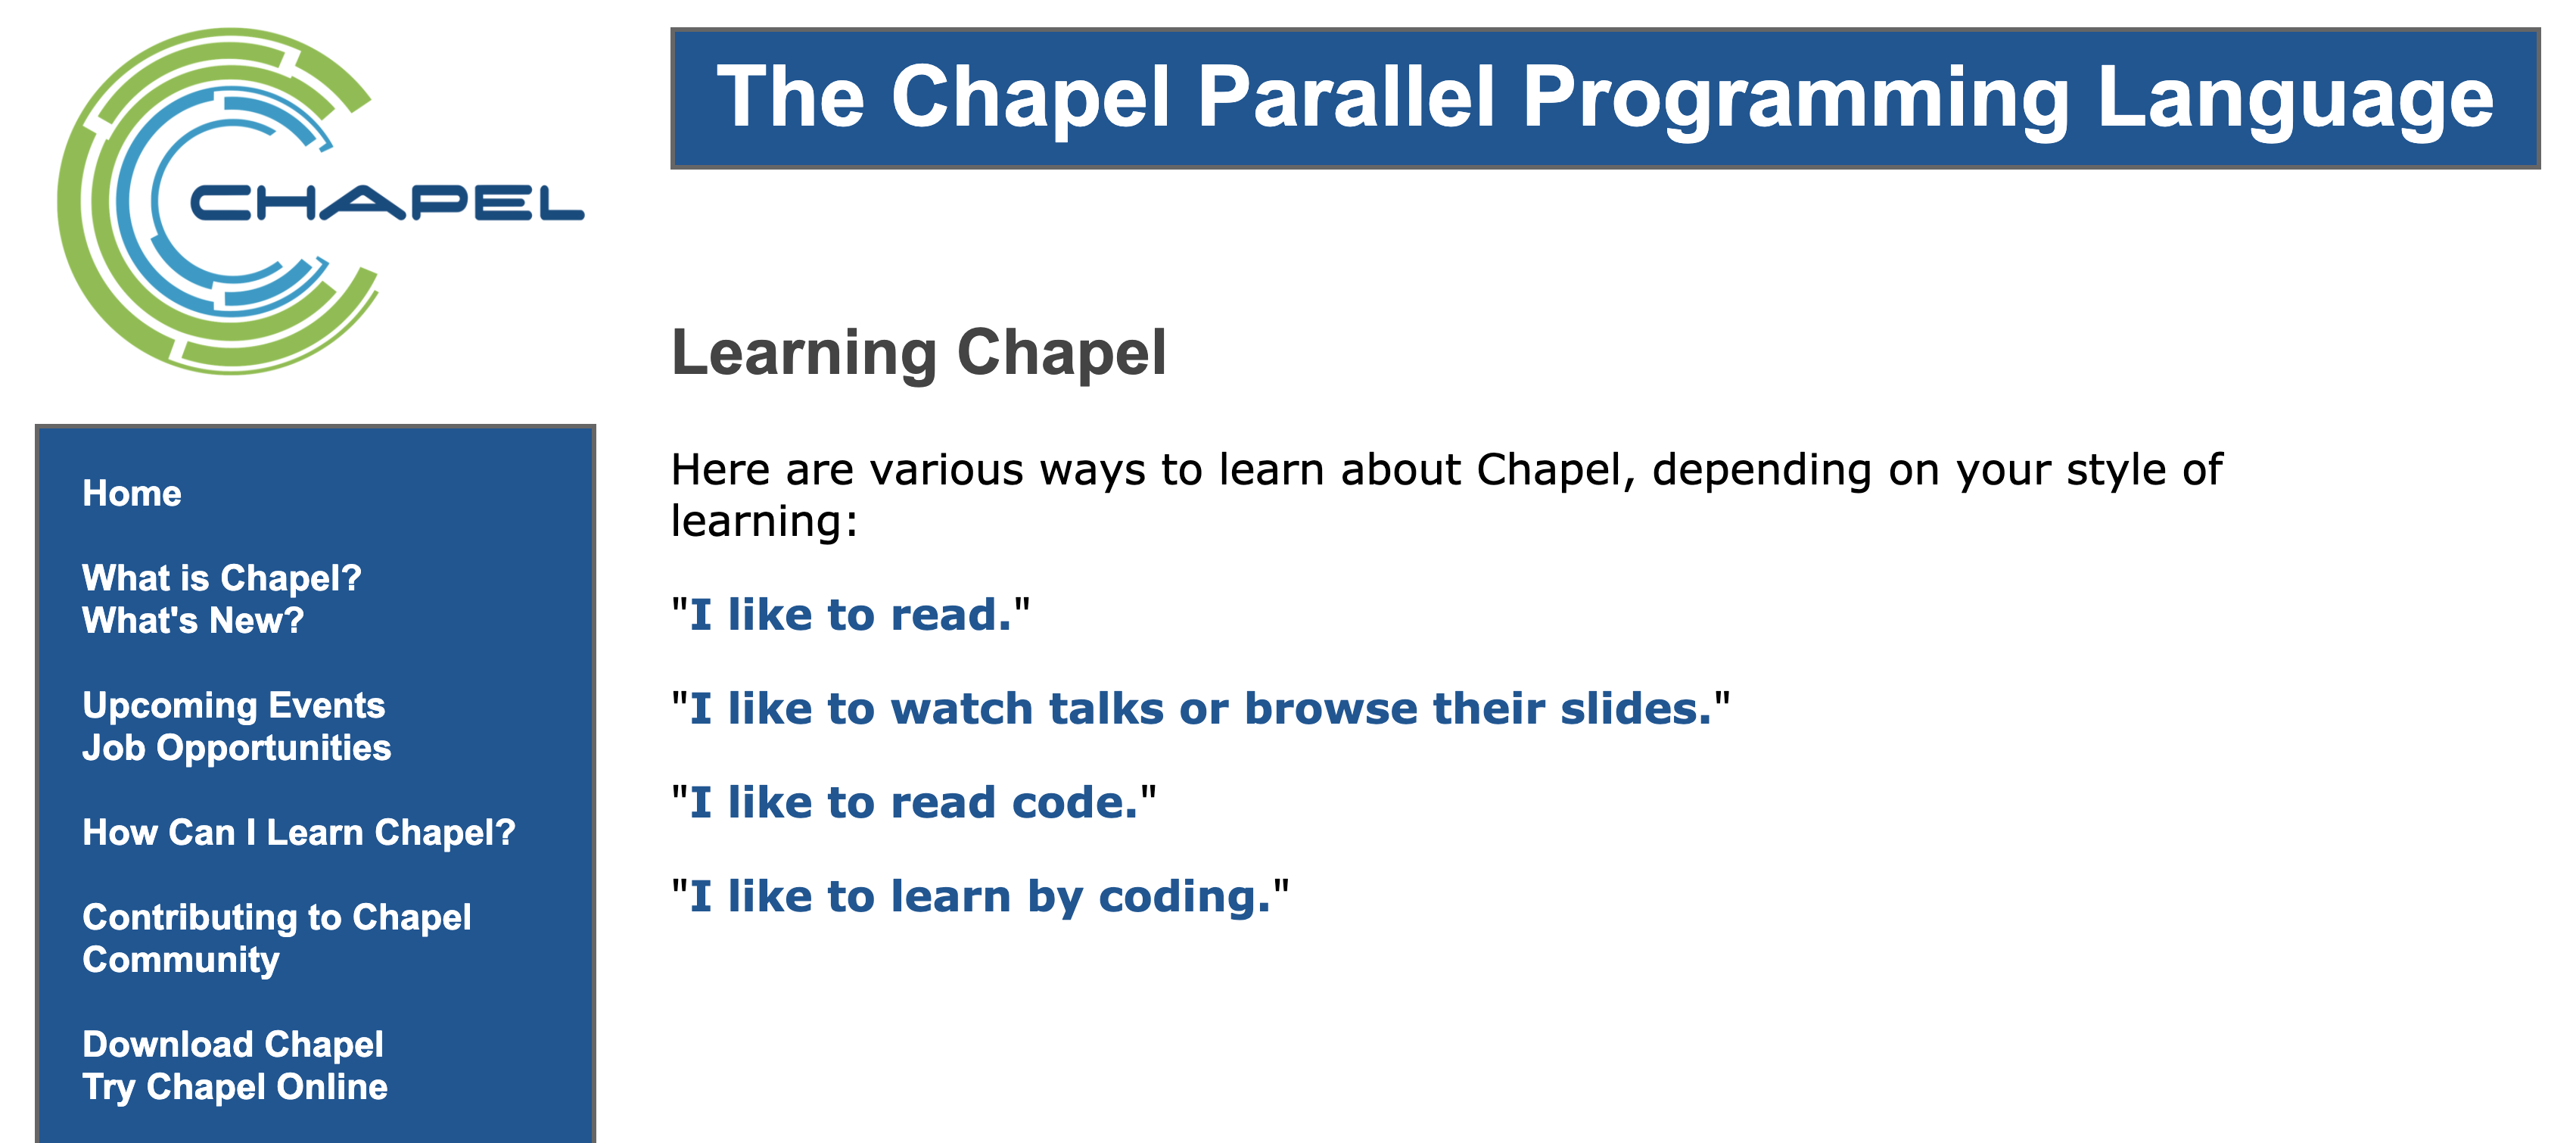 CHAPEL
The Chapel Parallel Programming Language
Home
What is Chapel?
What's New?
Upcoming Events
Job Opportunities
How Can I Learn Chapel?
Contributing to Chapel
Community
Download Chapel
Try Chapel Online
Learning Chapel
Here are various ways to learn about Chapel, depending on your style of
learning:
"I like to read."
"I like to watch talks or browse their slides."
"I like to read code."
"I like to learn by coding."